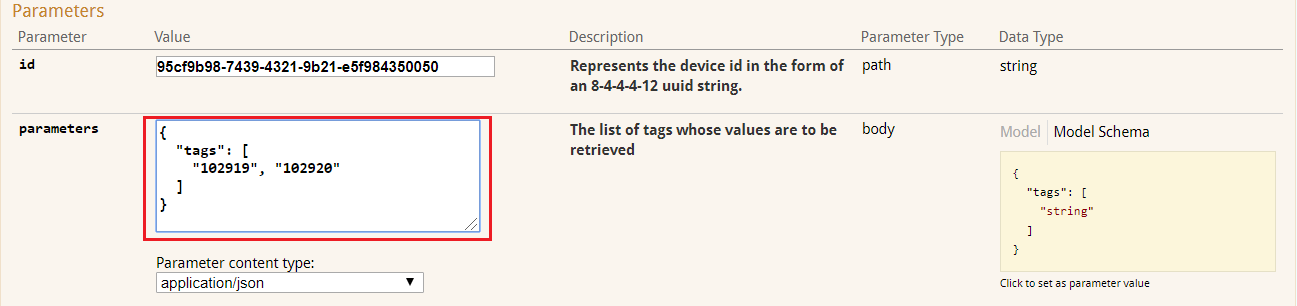 Parameters
Parameter Value Description Parameter Type Data Type
id 95cf9b98-7439-4321-9b21-e5f984350050 Represents the device id in the form of path string
an 8-4-4-4-12 uuid string.
parameters { The list of tags whose values are to be body Model Model Schema
"tags": [ retrieved
"102919", "102920"
]
}
{
"tags": [
"string"
]
}
Parameter content type:
application/json Click to set as parameter value